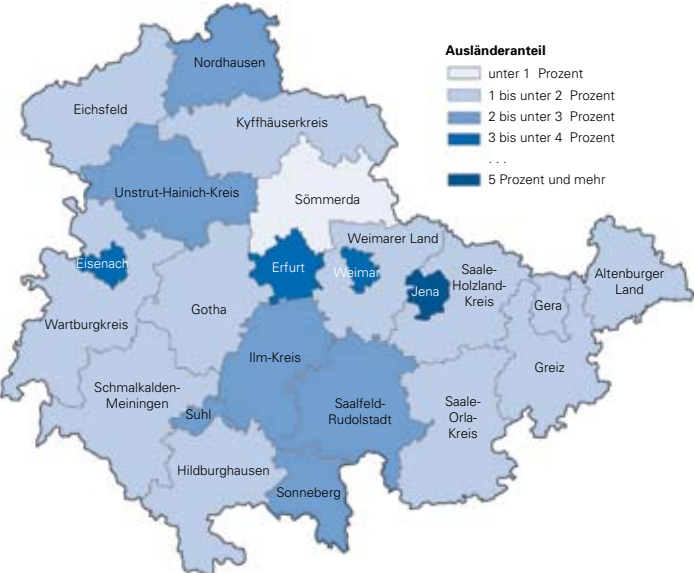 Ausländeranteil
unter 1 Prozent
1 bis unter 2 Prozent
2 bis unter 3 Prozent
3 bis unter 4 Prozent
. . .
5 Prozent und mehr
Nordhausen
Eichsfeld
Kyffhäuserkreis
Unstrut-Hainich-Kreis
Sömmerda
Weimarer Land
Eisenach
Erfurt
Weimar
Jena
Saale-
Holzland-
Kreis
Gera
Altenburger
Land
Wartburgkreis
Gotha
Ilm-Kreis
Greiz
Schmalkalden-
Meiningen
Suhl
Saalfeld-
Rudolstadt
Saale-
Orla-
Kreis
Hildburghausen
Sonneberg